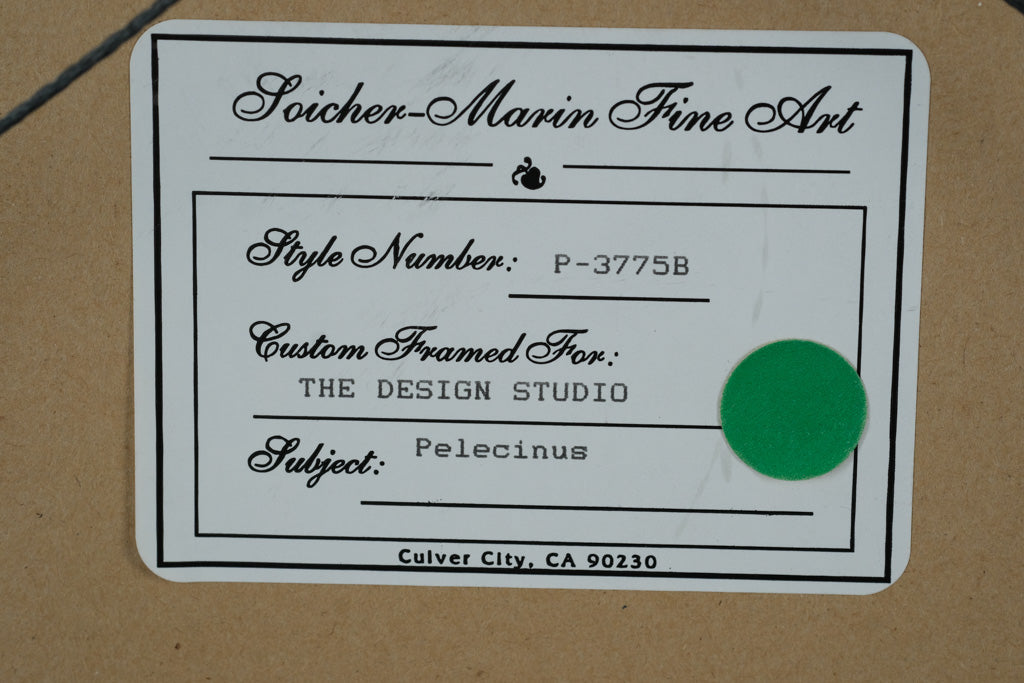 Soicher-Marin Fine Art
Style Number: P-3775B
Custom Framed For:
THE DESIGN STUDIO
Subject: Pelecinus
Culver City, CA 90230